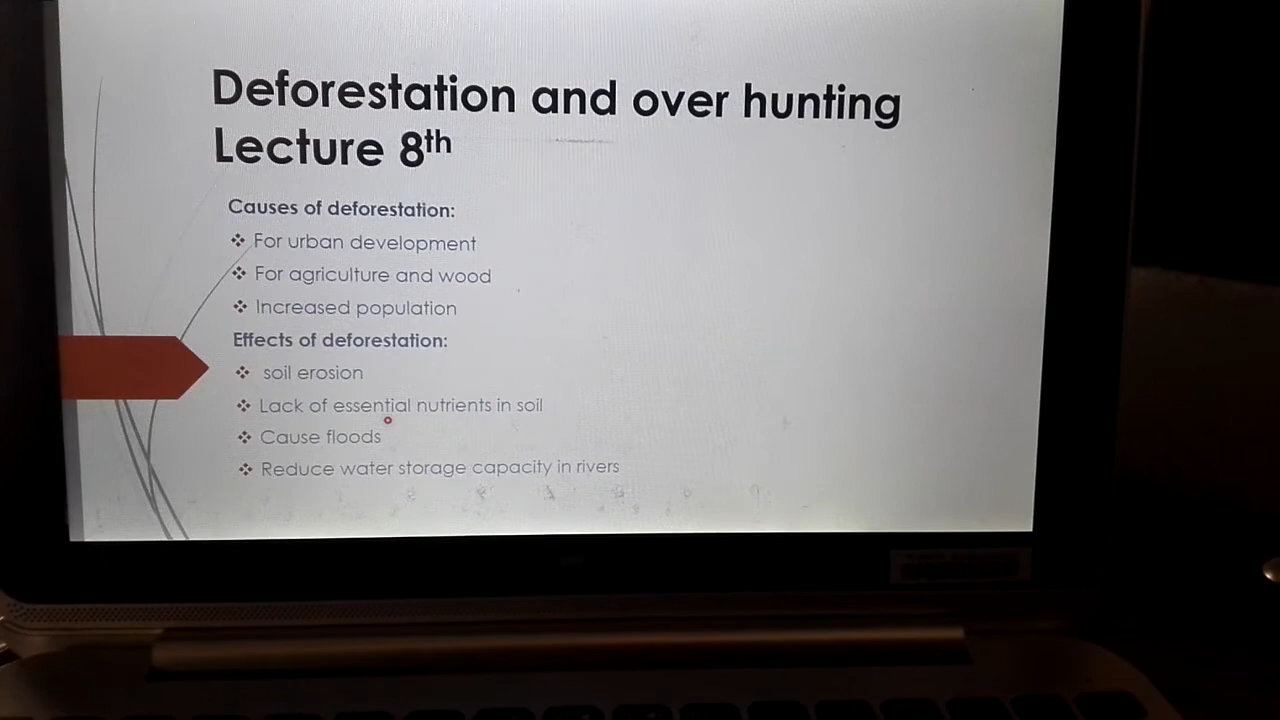 Deforestation and over hunting
Lecture 8th
Causes of deforestation:
❖ For urban development
❖ For agriculture and wood
❖ Increased population
Effects of deforestation:
❖ soil erosion
❖ Lack of essential nutrients in soil
❖ Cause floods
❖ Reduce water storage capacity in rivers